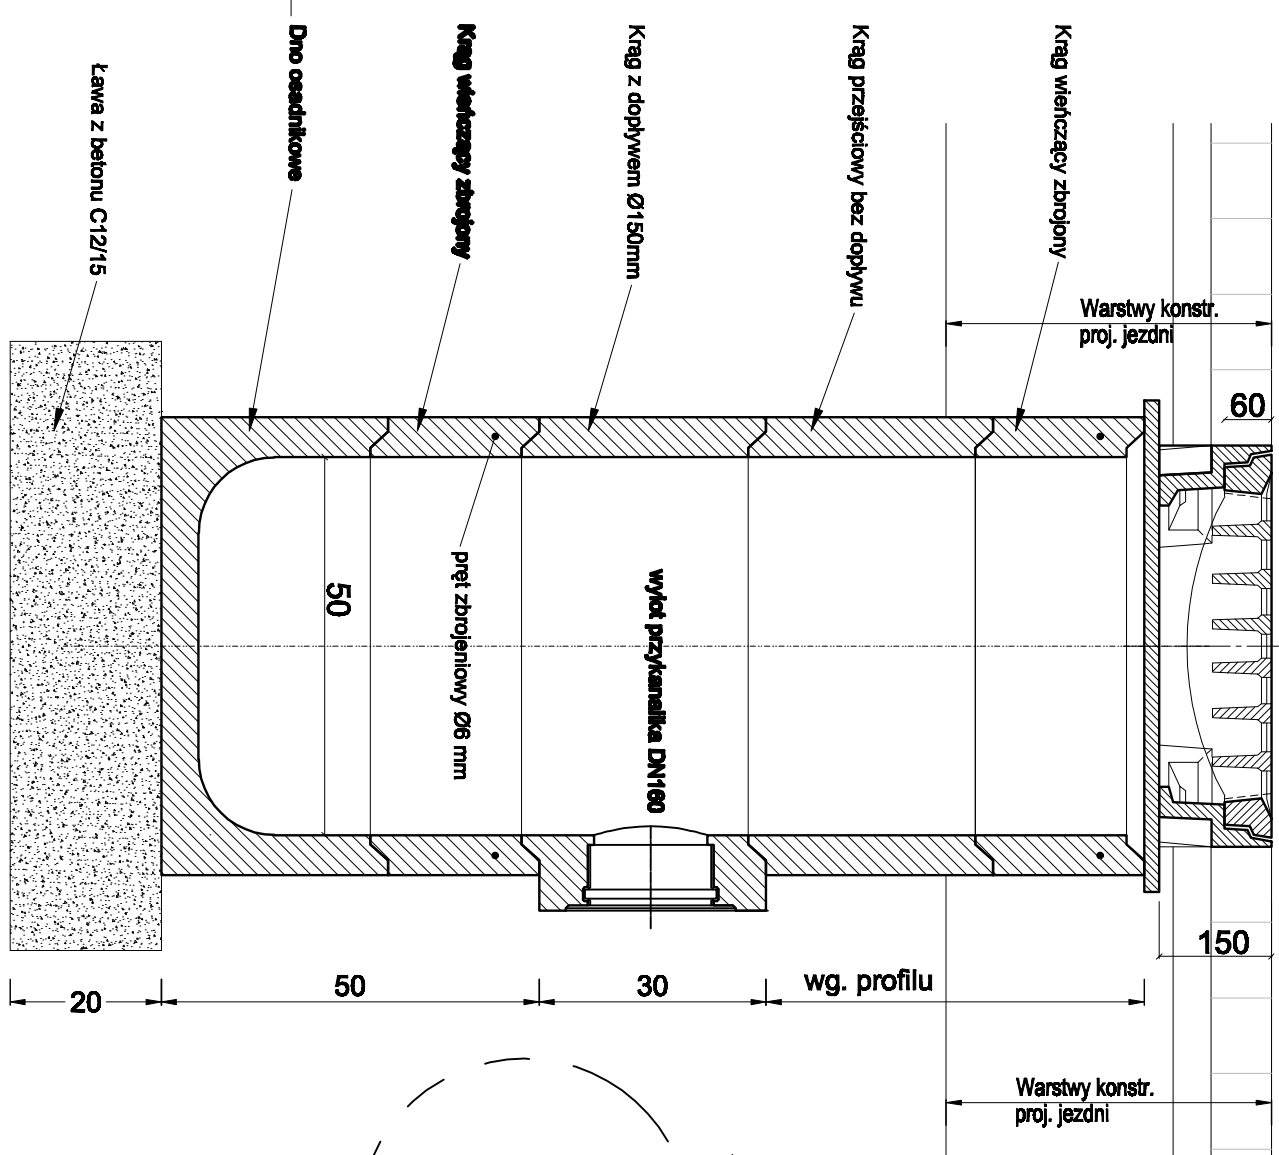 Ława z betonu C12/15
Dno osadnikowe
Krąg wieńczący zbrojony
Krąg z dopływem Ø150mm
Krąg przejściowy bez dopływu
Krąg wieńczący zbrojony
Warstwy konstr.
proj. jezdni
60
50
pręt zbrojeniowy Ø6 mm
wylot przykanalika DN160
150
20
50
30
wg. profilu
Warstwy konstr.
proj. jezdni